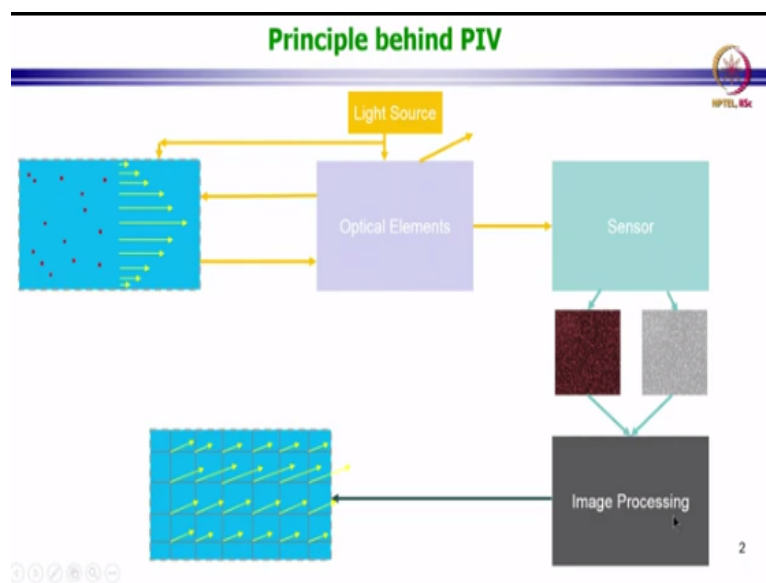 Principle behind PIV
NPTEL, IISc
Light Source
Optical Elements
Sensor
Image Processing
2